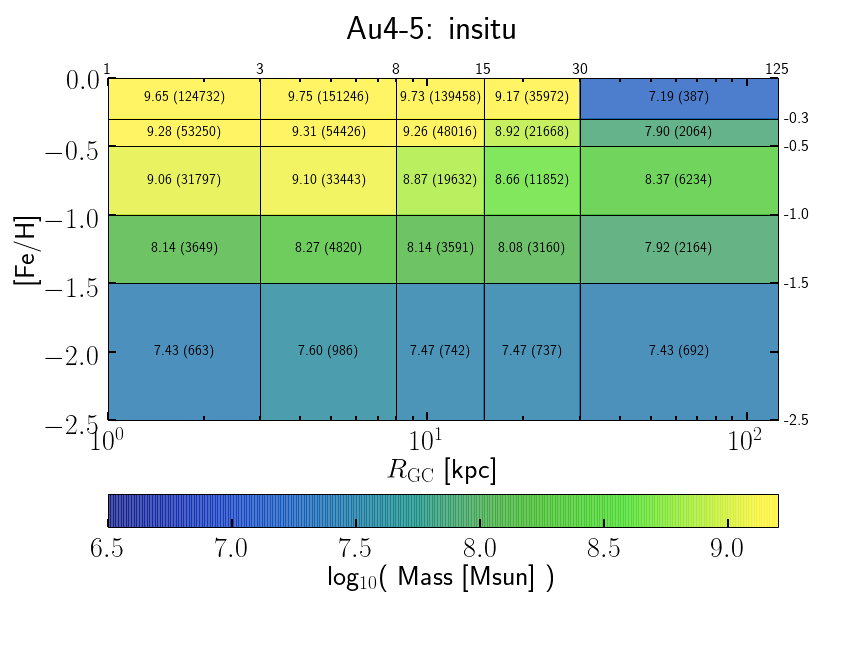 Au4-5: insitu
1 3 8 15 30 125
0.0
9.65 (124732) 9.75 (151246) 9.73 (139458) 9.17 (35972) 7.19 (387)
-0.3
9.28 (53250) 9.31 (54426) 9.26 (48016) 8.92 (21668) 7.90 (2064)
−0.5 -0.5
9.06 (31797) 9.10 (33443) 8.87 (19632) 8.66 (11852) 8.37 (6234)
−1.0 -1.0
[Fe/H]
8.14 (3649) 8.27 (4820) 8.14 (3591) 8.08 (3160) 7.92 (2164)
−1.5 -1.5
7.43 (663) 7.60 (986) 7.47 (742) 7.47 (737) 7.43 (692)
−2.0
−2.5 -2.5
10⁰ 10¹ 10²
R_GC [kpc]
6.5 7.0 7.5 8.0 8.5 9.0
log₁₀( Mass [Msun] )